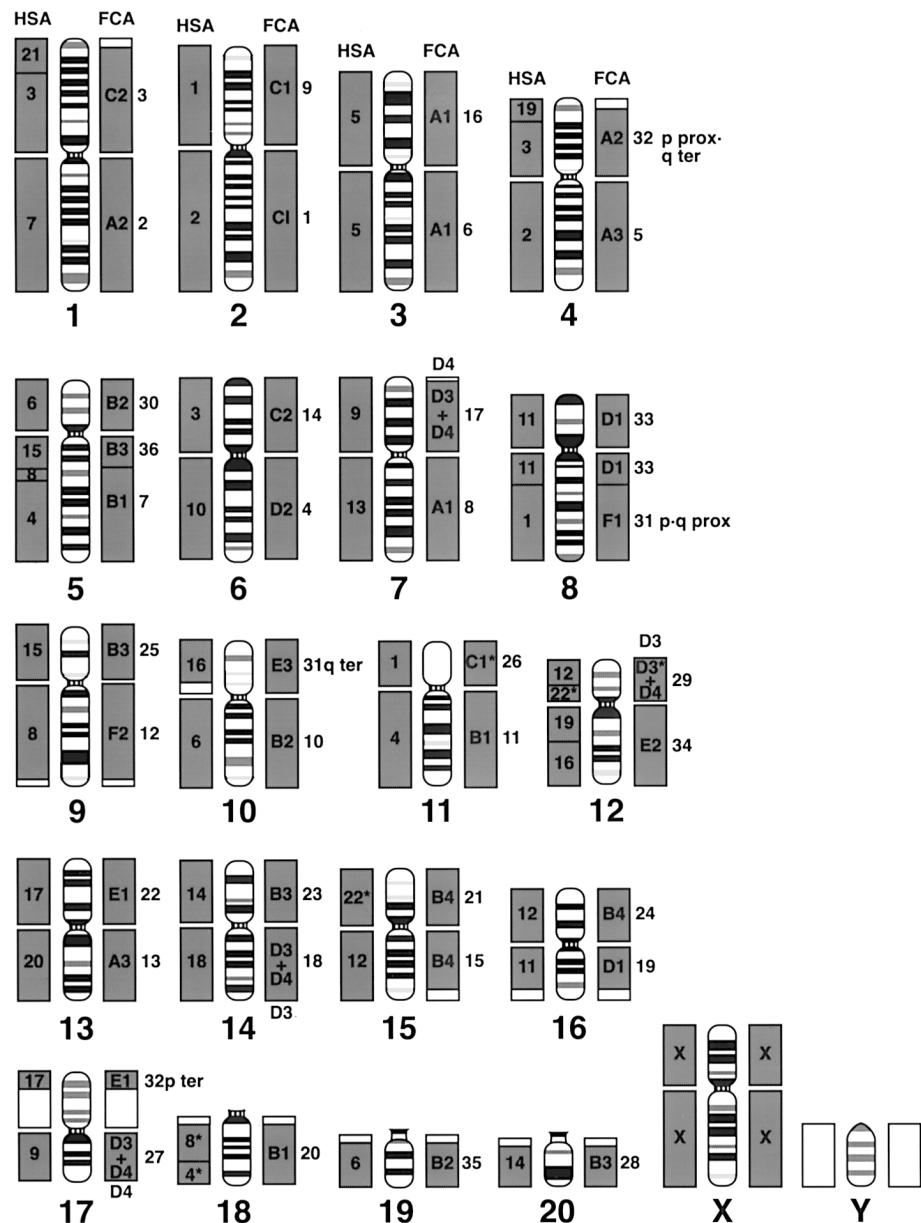 HSA FCA
HSA FCA
HSA FCA
HSA FCA
21
3 C2 3
7 A2 2
1
1 C1 9
2 CI 1
2
5 A1 16
5 A1 6
3
19
3 A2 32 p prox·
q ter
2 A3 5
4
6 B2 30
15 B3 36
8
4 B1 7
5
3 C2 14
10 D2 4
6
D4
9 D3 + D4 17
13 A1 8
7
11 D1 33
11 D1 33
1 F1 31 p·q prox
8
15 B3 25
8 F2 12
9
16 E3 31q ter
6 B2 10
10
1 C1* 26
4 B1 11
11
D3
12 D3* + D4 29
22*
19 E2 34
16
12
17 E1 22
20 A3 13
13
14 B3 23
18 D3 + D4 18
D3
14
22* B4 21
12 B4 15
15
12 B4 24
11 D1 19
16
17 E1 32p ter
9 D3 + D4 27
D4
17
8* B1 20
4*
18
6 B2 35
19
14 B3 28
20
X X
X X
X
Y